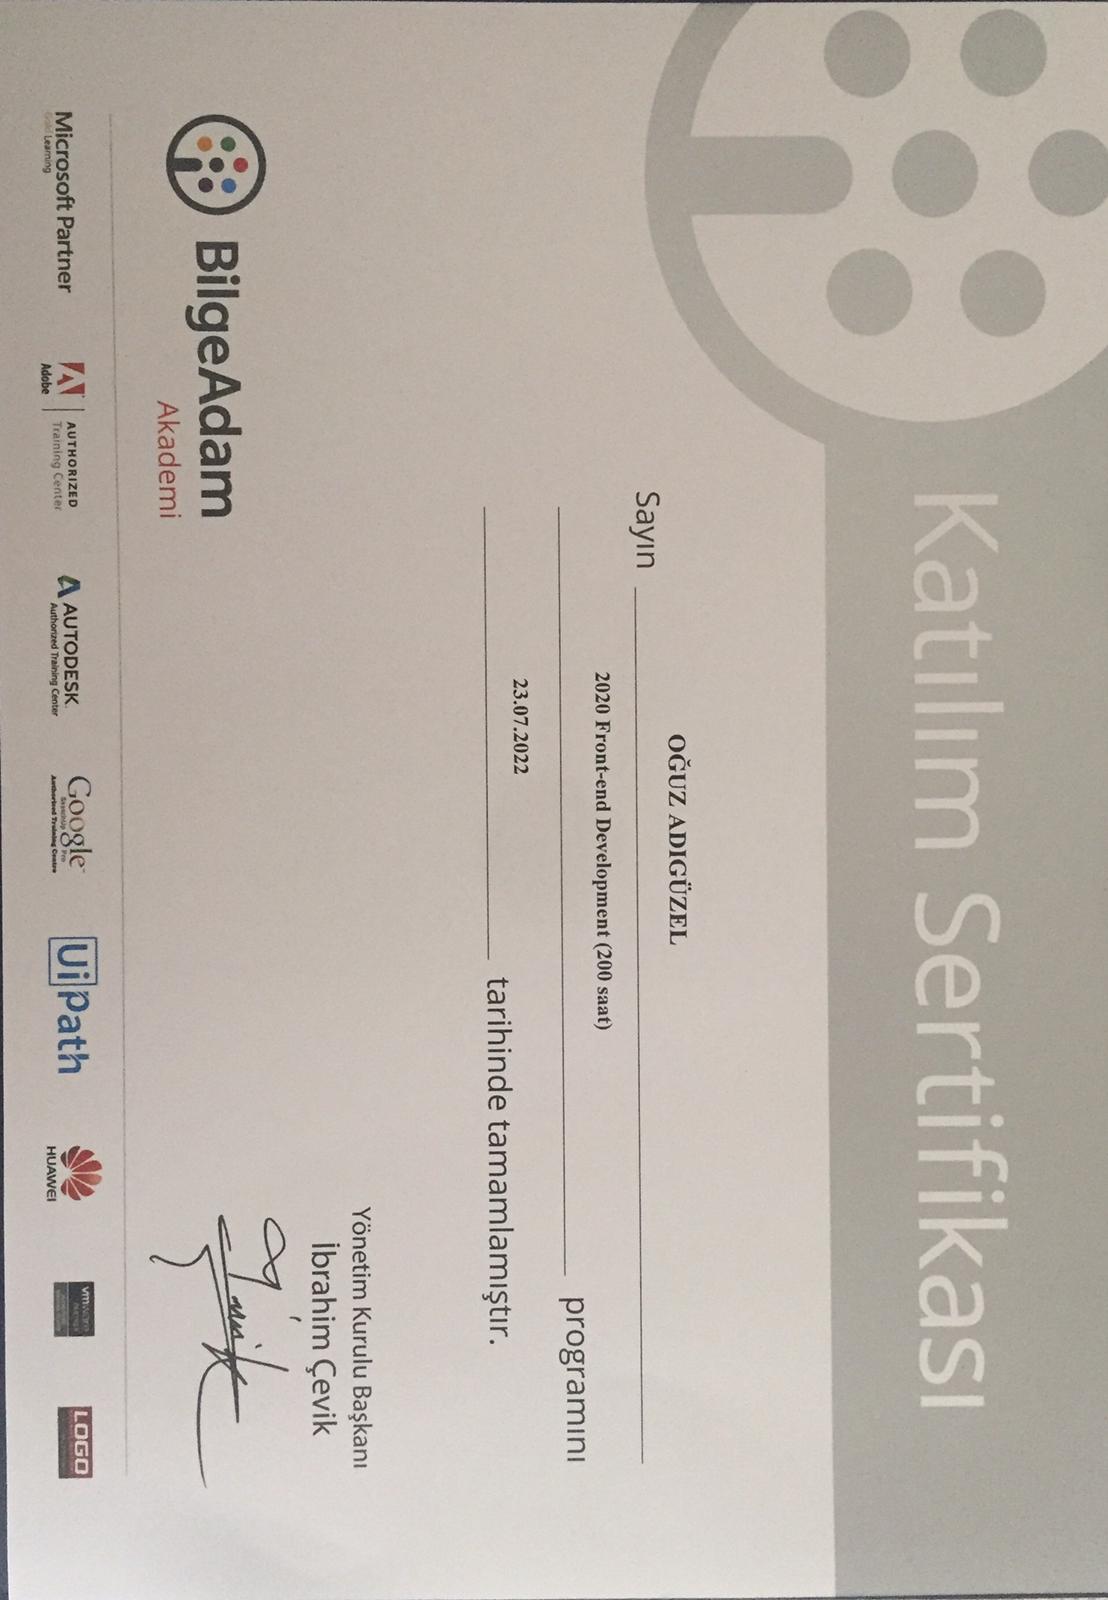 Katılım Sertifikası
OĞUZ ADIGÜZEL
Sayın
2020 Front-end Development (200 saat)
programını
23.07.2022
tarihinde tamamlamıştır.
Yönetim Kurulu Başkanı
İbrahim Çevik
BilgeAdam
Akademi
Microsoft Partner
Gold Learning
Adobe
AUTHORIZED
Training Center
AUTODESK
Authorized Training Center
Google
SketchUp Pro
Authorized Training Centre
UiPath
HUAWEI
vmware
LOGO